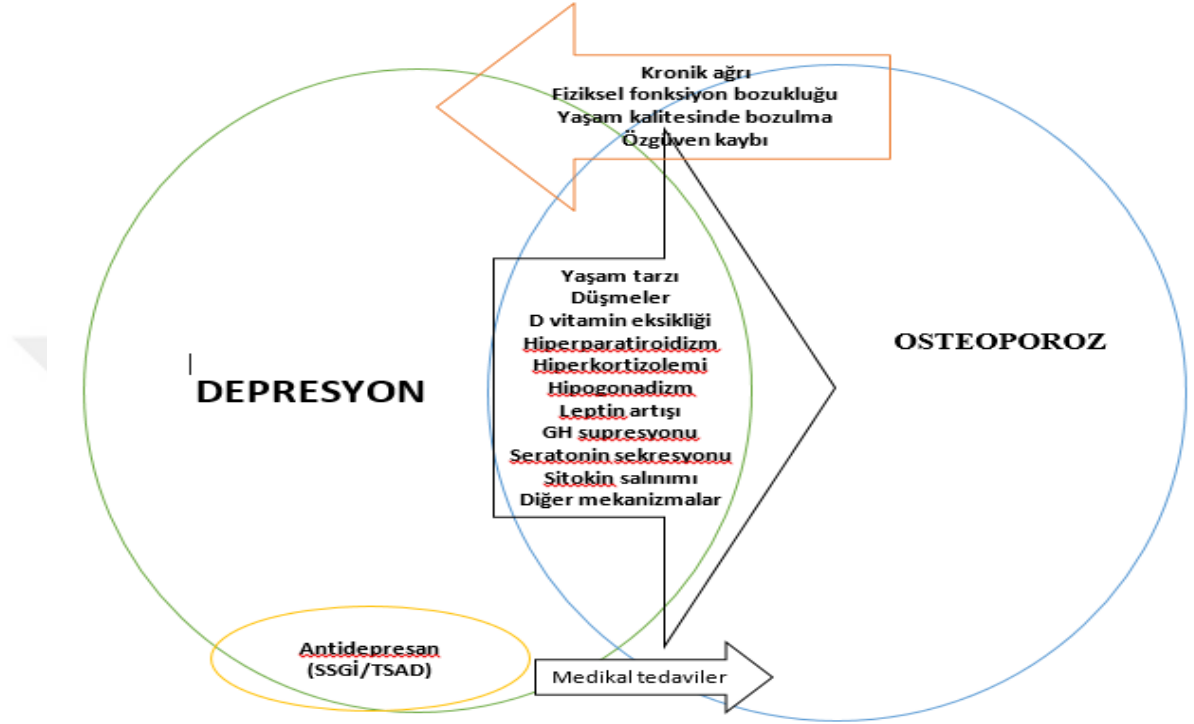 Kronik ağrı
Fiziksel fonksiyon bozukluğu
Yaşam kalitesinde bozulma
Özgüven kaybı
DEPRESYON
Yaşam tarzı
Düşmeler
D vitamin eksikliği
Hiperparatiroidizm
Hiperkortizolemi
Hipogonadizm
Leptin artışı
GH supresyonu
Seratonin sekresyonu
Sitokin salınımı
Diğer mekanizmalar
OSTEOPOROZ
Antidepresan
(SSGİ/TSAD)
Medikal tedaviler